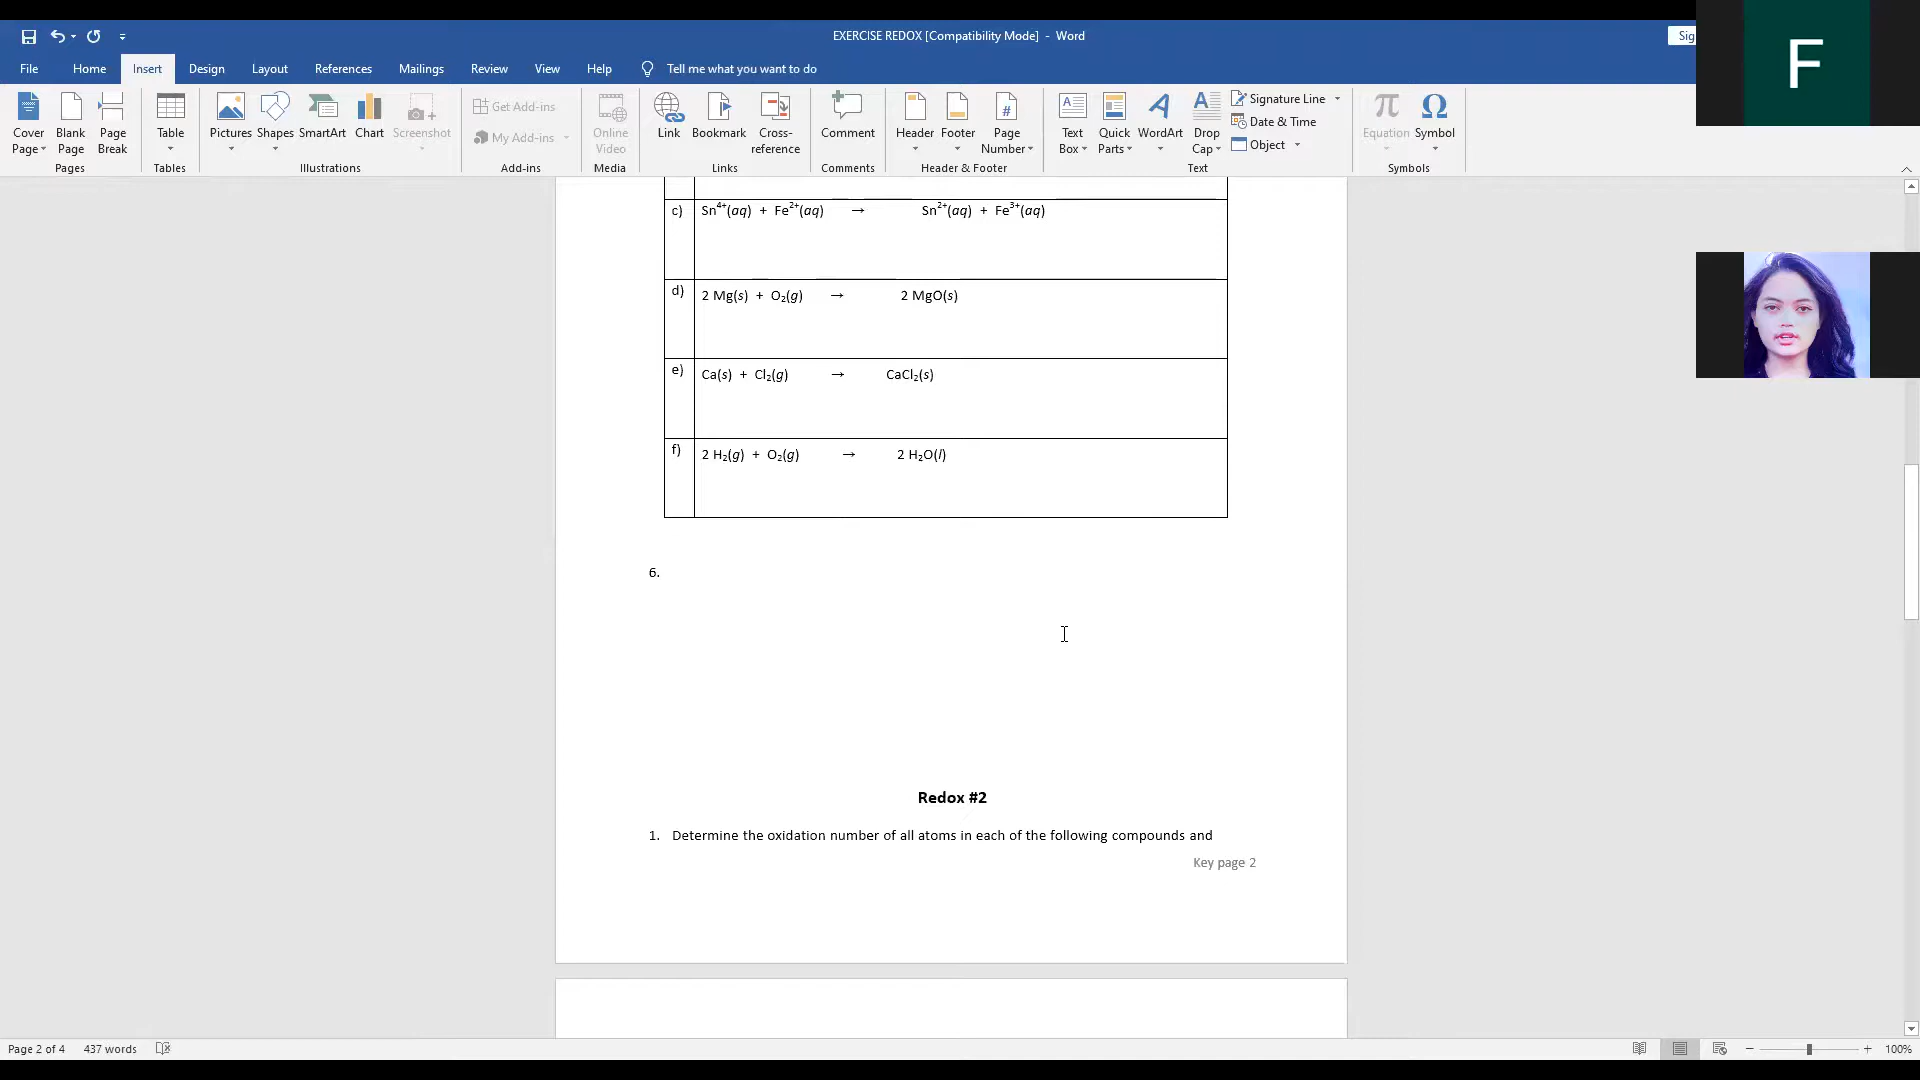 EXERCISE REDOX [Compatibility Mode] - Word
Sig
F
File Home Insert Design Layout References Mailings Review View Help Tell me what you want to do
Cover Page
Blank Page
Page Break
Pages
Table
Tables
Pictures
Shapes
SmartArt
Chart
Screenshot
Illustrations
Get Add-ins
My Add-ins
Add-ins
Online Video
Media
Link
Bookmark
Cross-reference
Links
Comment
Comments
Header
Footer
Page Number
Header & Footer
Text Box
Quick Parts
WordArt
Drop Cap
Signature Line
Date & Time
Object
Text
Equation
Symbol
Symbols
c) Sn⁴⁺(aq) + Fe²⁺(aq) → Sn²⁺(aq) + Fe³⁺(aq)
d) 2 Mg(s) + O₂(g) → 2 MgO(s)
e) Ca(s) + Cl₂(g) → CaCl₂(s)
f) 2 H₂(g) + O₂(g) → 2 H₂O(l)
6.
Redox #2
1. Determine the oxidation number of all atoms in each of the following compounds and
Key page 2
Page 2 of 4 437 words 100%